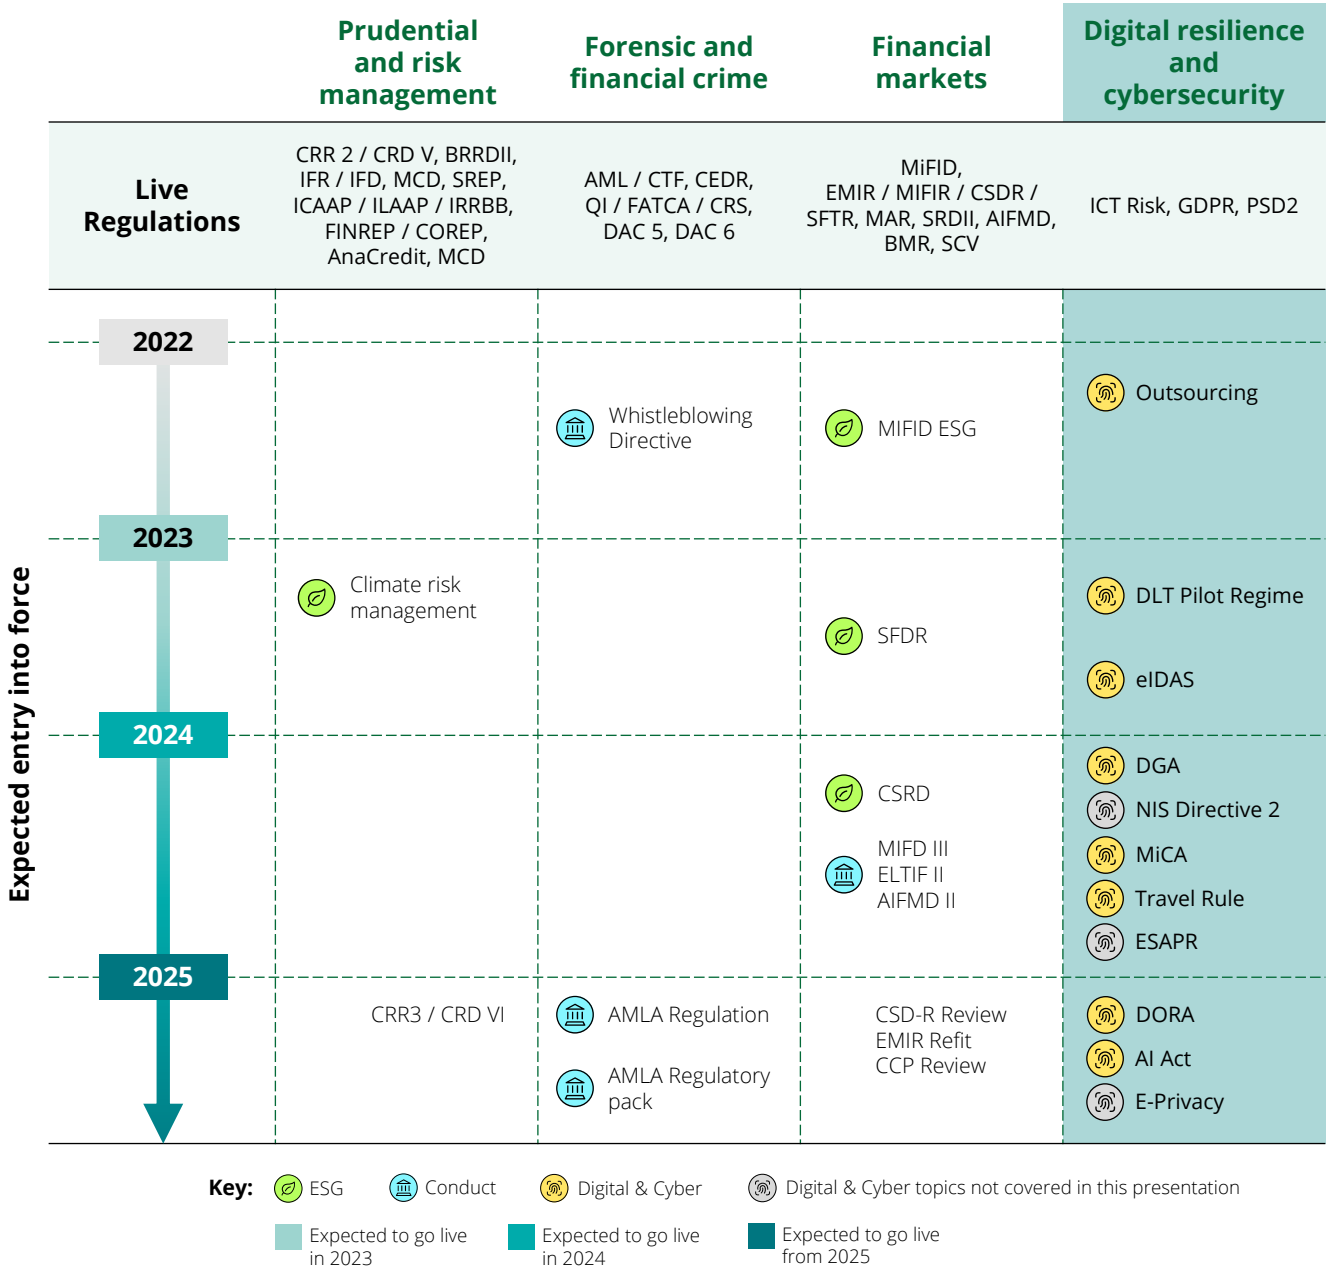 Prudential
and risk
management
Forensic and
financial crime
Financial
markets
Digital resilience
and
cybersecurity
Live
Regulations
CRR 2 / CRD V, BRRDII,
IFR / IFD, MCD, SREP,
ICAAP / ILAAP / IRRBB,
FINREP / COREP,
AnaCredit, MCD
AML / CTF, CEDR,
QI / FATCA / CRS,
DAC 5, DAC 6
MiFID,
EMIR / MIFIR / CSDR /
SFTR, MAR, SRDII, AIFMD,
BMR, SCV
ICT Risk, GDPR, PSD2
Expected entry into force
2022
Whistleblowing
Directive
MIFID ESG
Outsourcing
2023
Climate risk
management
SFDR
DLT Pilot Regime
eIDAS
2024
CSRD
MIFD III
ELTIF II
AIFMD II
DGA
NIS Directive 2
MiCA
Travel Rule
ESAPR
2025
CRR3 / CRD VI
AMLA Regulation
AMLA Regulatory
pack
CSD-R Review
EMIR Refit
CCP Review
DORA
AI Act
E-Privacy
Key:
ESG
Conduct
Digital & Cyber
Digital & Cyber topics not covered in this presentation
Expected to go live
in 2023
Expected to go live
in 2024
Expected to go live
from 2025